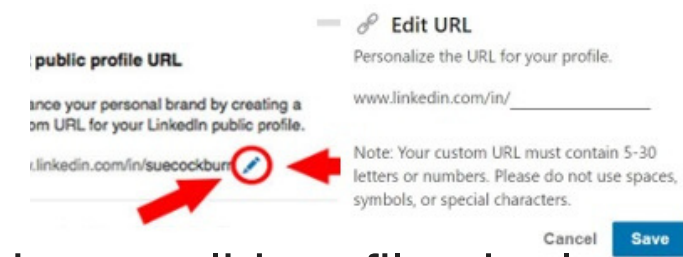 public profile URL
ance your personal brand by creating a
om URL for your LinkedIn public profile.
.linkedin.com/in/suecockburn
Edit URL
Personalize the URL for your profile.
www.linkedin.com/in/
Note: Your custom URL must contain 5-30
letters or numbers. Please do not use spaces,
symbols, or special characters.
Cancel Save